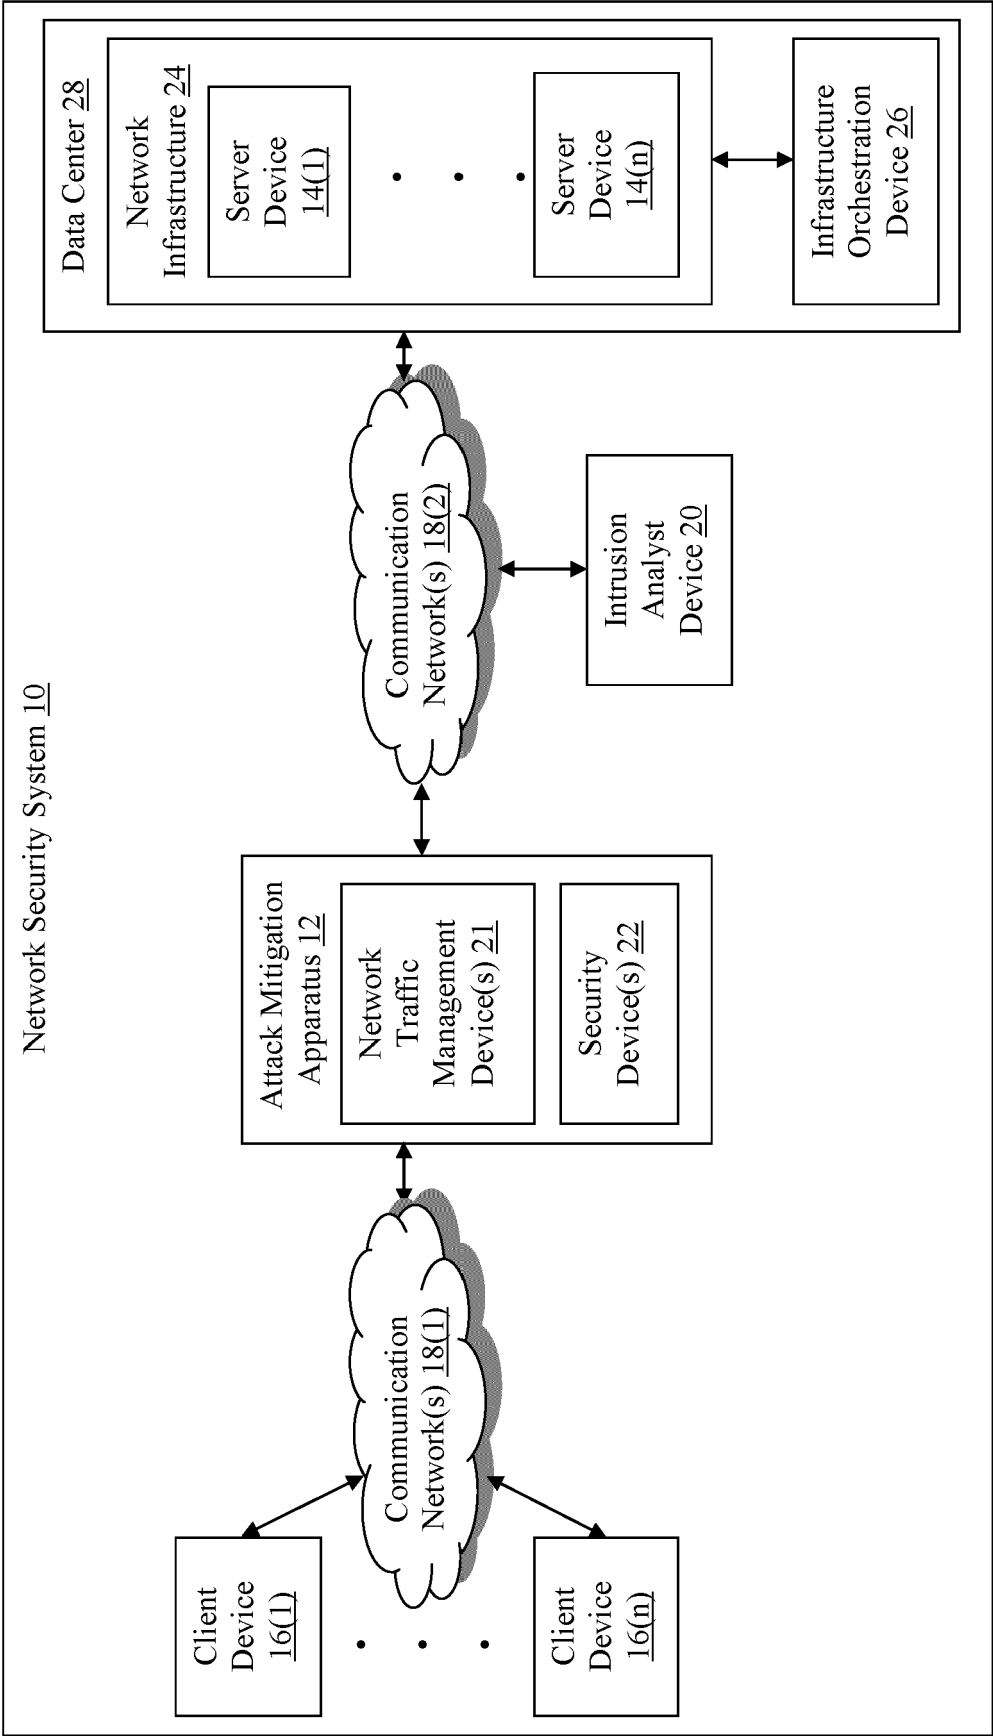 Network Security System 10
Client
Device
16(1)
Client
Device
16(n)
Communication
Network(s) 18(1)
Attack Mitigation
Apparatus 12
Network
Traffic
Management
Device(s) 21
Security
Device(s) 22
Communication
Network(s) 18(2)
Intrusion
Analyst
Device 20
Data Center 28
Network
Infrastructure 24
Server
Device
14(1)
Server
Device
14(n)
Infrastructure
Orchestration
Device 26